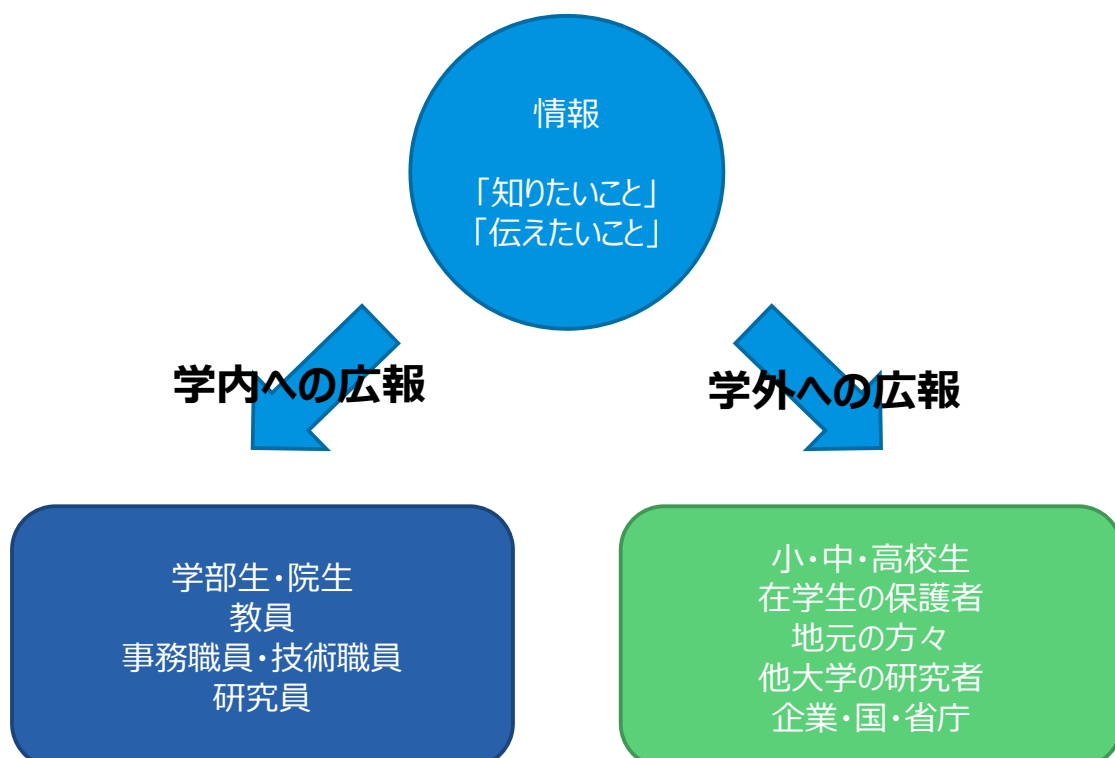 情報
「知りたいこと」
「伝えたいこと」
学内への広報
学外への広報
学部生・院生
教員
事務職員・技術職員
研究員
小・中・高校生
在学生の保護者
地元の方々
他大学の研究者
企業・国・省庁